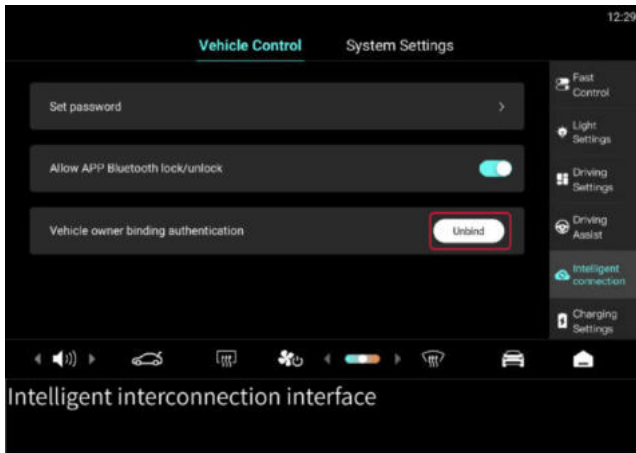 12:29
Vehicle Control
System Settings
Set password
Allow APP Bluetooth lock/unlock
Vehicle owner binding authentication
Unbind
Fast
Control
Light
Settings
Driving
Settings
Driving
Assist
Intelligent
connection
Charging
Settings
Intelligent interconnection interface